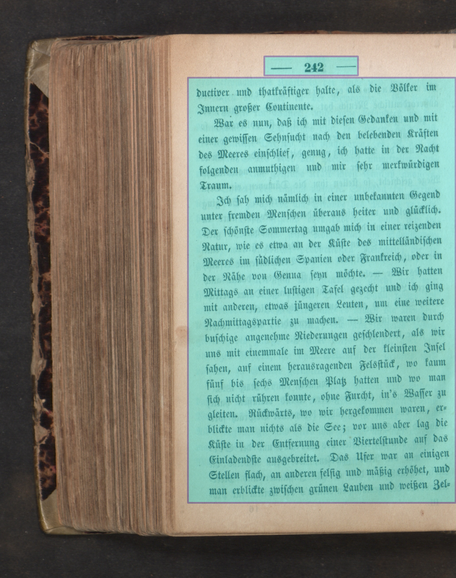 — 242 —
ductiver und thatkräftiger halte, als die Völker im
Innern großer Continente.
War es nun, daß ich mit diesen Gedanken und mit
einer gewissen Sehnsucht nach den belebenden Kräften
des Meeres einschlief, genug, ich hatte in der Nacht
folgenden anmuthigen und mir sehr merkwürdigen
Traum.
Ich sah mich nämlich in einer unbekannten Gegend
unter fremden Menschen überaus heiter und glücklich.
Der schönste Sommertag umgab mich in einer reizenden
Natur, wie es etwa an der Küste des mittelländischen
Meeres im südlichen Spanien oder Frankreich, oder in
der Nähe von Genua seyn möchte. — Wir hatten
Mittags an einer lustigen Tafel gezecht und ich ging
mit anderen, etwas jüngeren Leuten, um eine weitere
Nachmittagspartie zu machen. — Wir waren durch
buschige angenehme Niederungen geschlendert, als wir
uns mit einemmale im Meere auf der kleinsten Insel
sahen, auf einem herausragenden Felsstück, wo kaum
fünf bis sechs Menschen Platz hatten und wo man
sich nicht rühren konnte, ohne Furcht, in's Wasser zu
gleiten. Rückwärts, wo wir hergekommen waren, er-
blickte man nichts als die See; vor uns aber lag die
Küste in der Entfernung einer Viertelstunde auf das
Einladendste ausgebreitet. Das Ufer war an einigen
Stellen flach, an anderen felsig und mäßig erhöhet, und
man erblickte zwischen grünen Lauben und weißen Zel-